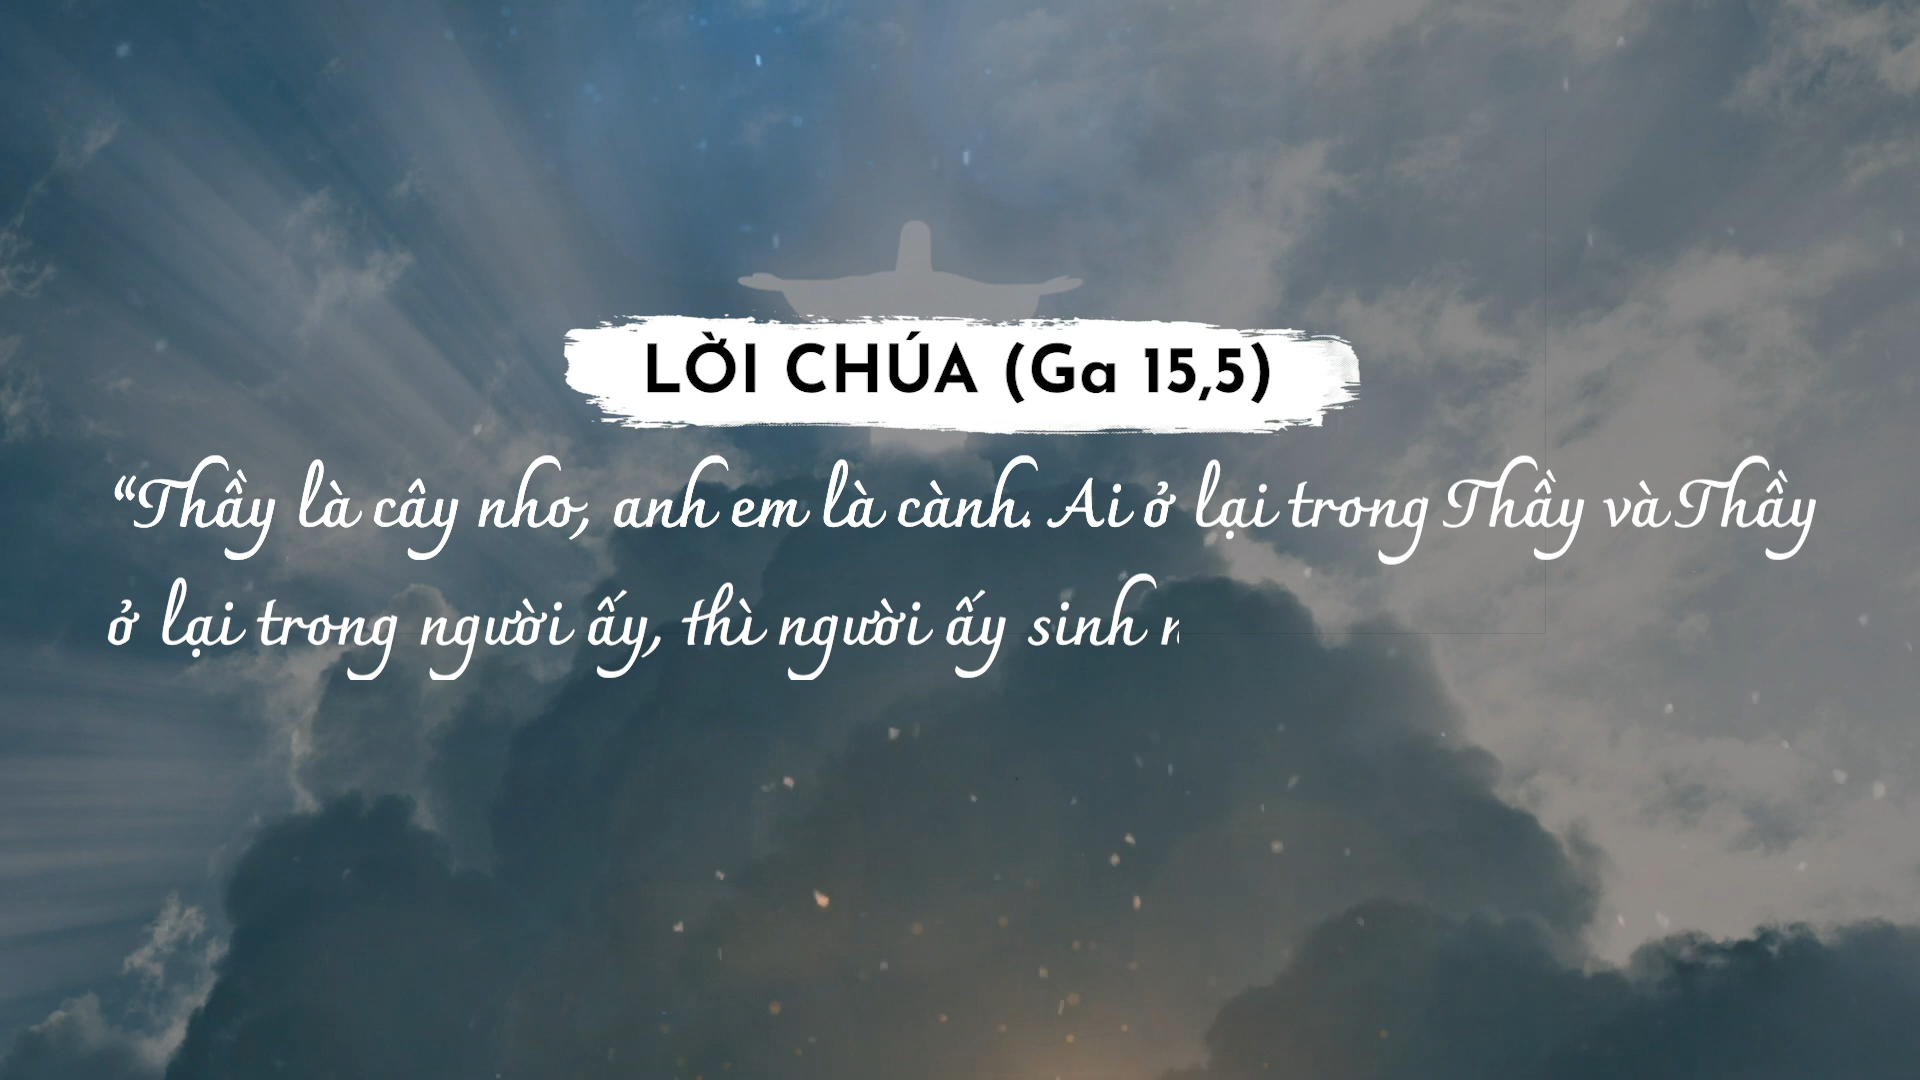 LỜI CHÚA (Ga 15,5)
“Thầy là cây nho, anh em là cành. Ai ở lại trong Thầy và Thầy
ở lại trong người ấy, thì người ấy sinh